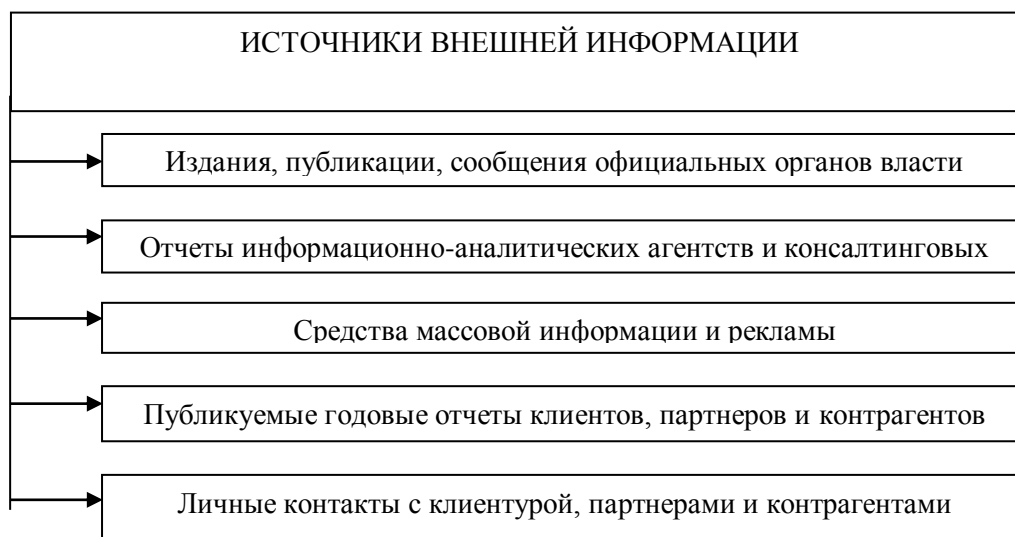 ИСТОЧНИКИ ВНЕШНЕЙ ИНФОРМАЦИИ
Издания, публикации, сообщения официальных органов власти
Отчеты информационно-аналитических агентств и консалтинговых
Средства массовой информации и рекламы
Публикуемые годовые отчеты клиентов, партнеров и контрагентов
Личные контакты с клиентурой, партнерами и контрагентами